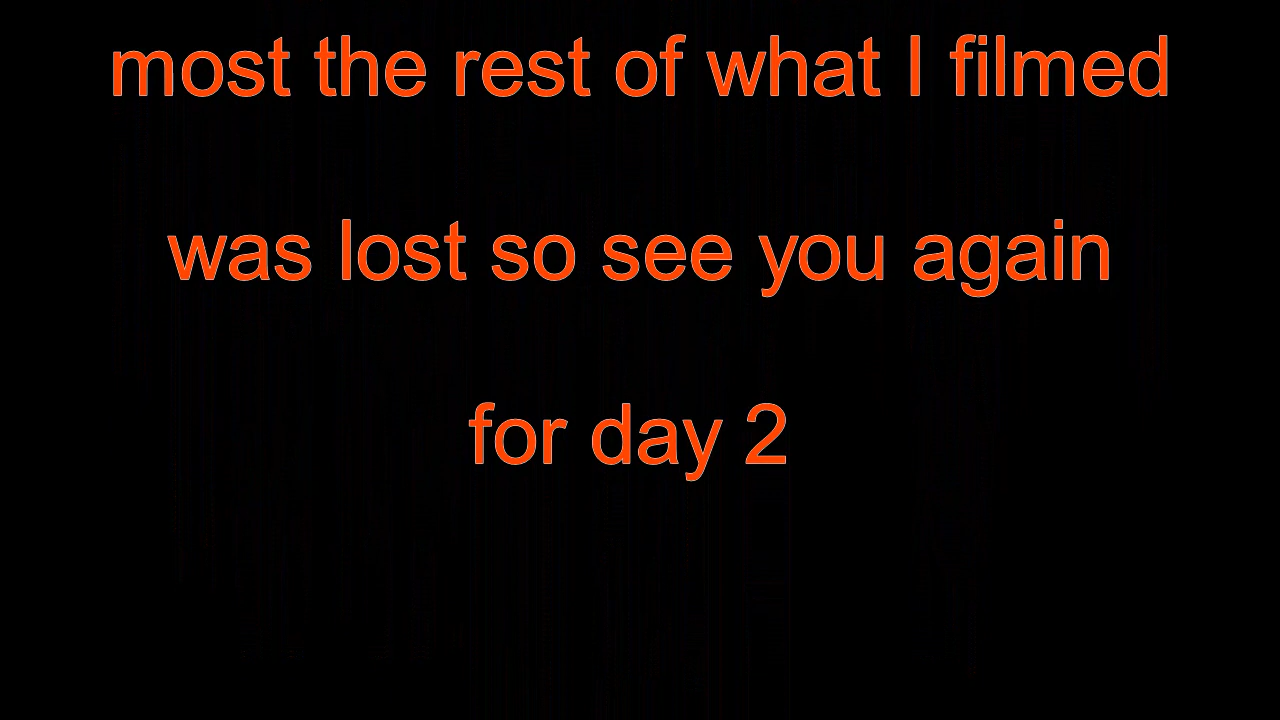 most the rest of what I filmed
was lost so see you again
for day 2